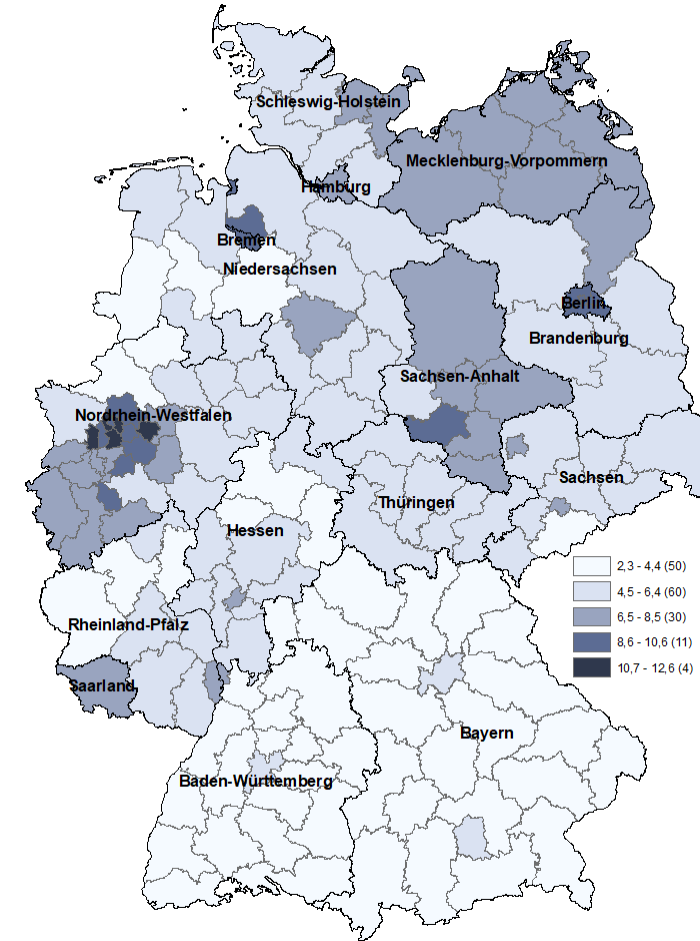 Schleswig-Holstein
Mecklenburg-Vorpommern
Hamburg
Bremen
Niedersachsen
Berlin
Brandenburg
Sachsen-Anhalt
Nordrhein-Westfalen
Sachsen
Thüringen
Hessen
2,3 - 4,4 (50)
4,5 - 6,4 (60)
6,5 - 8,5 (30)
8,6 - 10,6 (11)
10,7 - 12,6 (4)
Rheinland-Pfalz
Saarland
Bayern
Baden-Württemberg